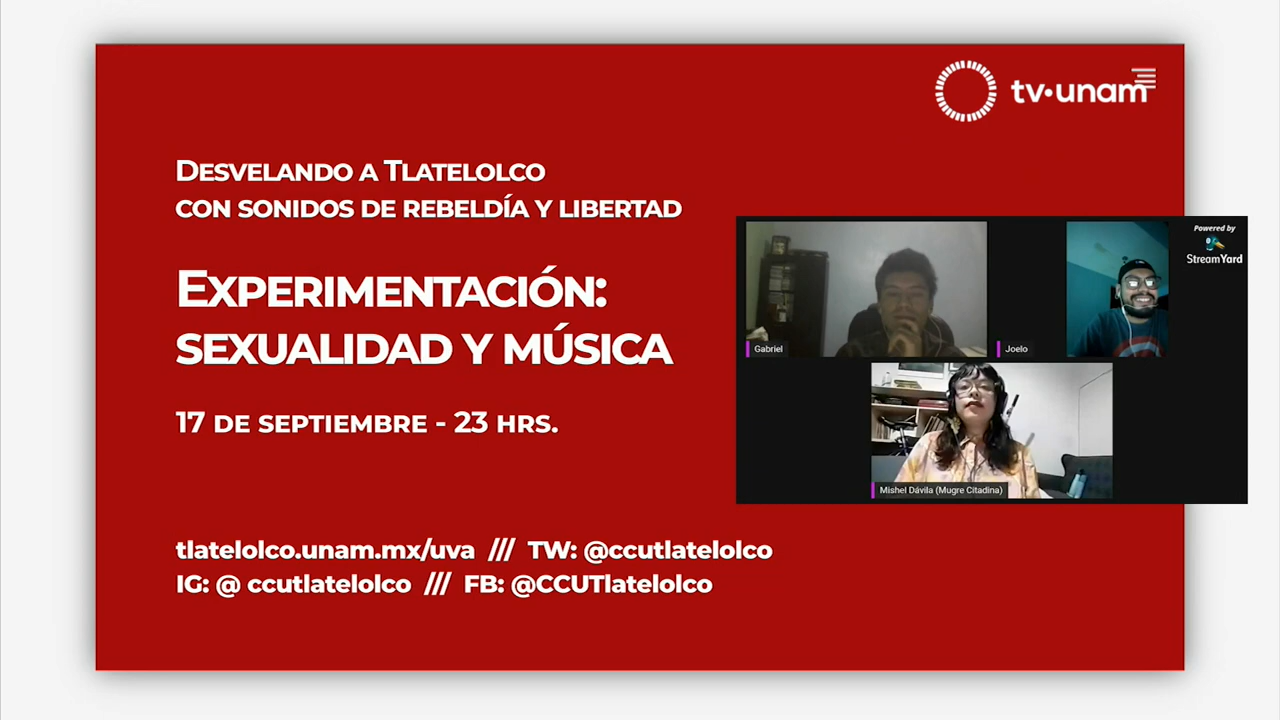 tv·unam
DESVELANDO A TLATELOLCO
CON SONIDOS DE REBELDÍA Y LIBERTAD
EXPERIMENTACIÓN:
SEXUALIDAD Y MÚSICA
17 DE SEPTIEMBRE - 23 HRS.
Powered by
StreamYard
Gabriel
Joelo
Mishel Dávila (Mugre Citadina)
tlatelolco.unam.mx/uva /// TW: @ccutlatelolco
IG: @ ccutlatelolco /// FB: @CCUTlatelolco